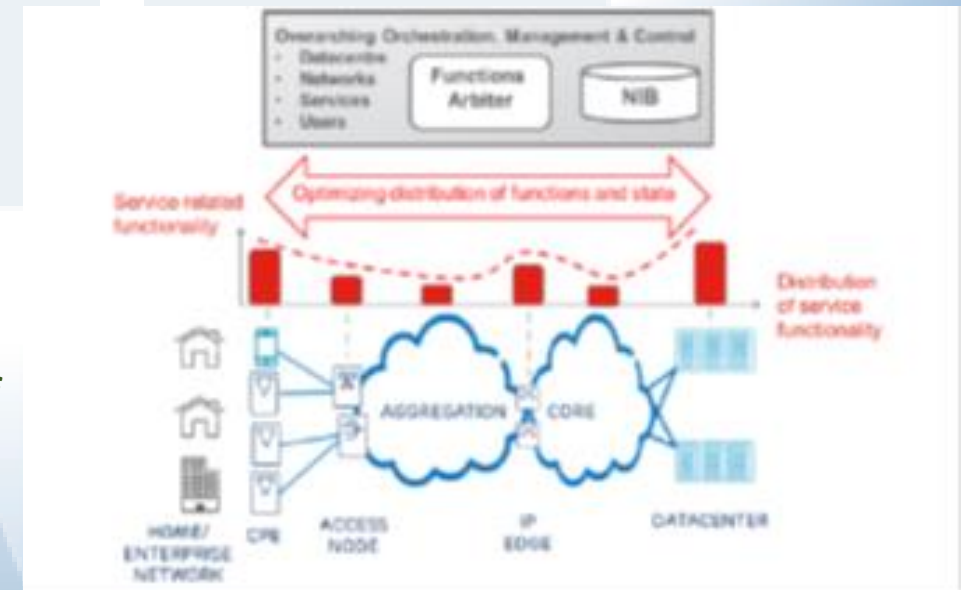 Overarching Orchestration, Management & Control
• Datacentre
• Networks
• Services
• Users
Functions
Arbiter
NIB
Optimizing distribution of functions and state
Service related
functionality
Distribution
of service
functionality
AGGREGATION
CORE
HOME/
ENTERPRISE
NETWORK
CPE
ACCESS
NODE
IP
EDGE
DATACENTER